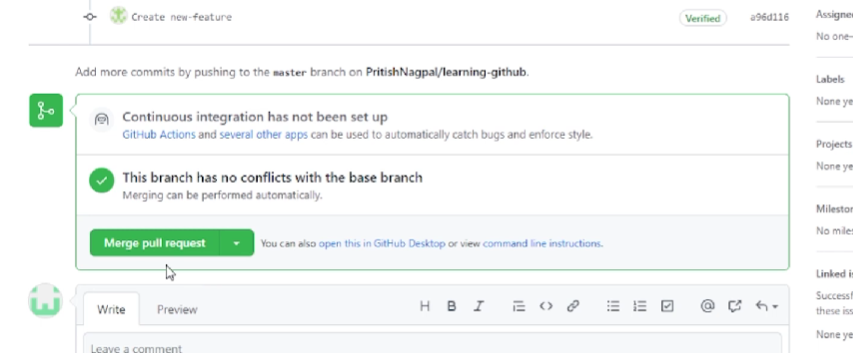 Create new-feature
Verified
a96d116
Assigne
No one-
Add more commits by pushing to the master branch on PritishNagpal/learning-github.
Labels
None ye
Continuous integration has not been set up
GitHub Actions and several other apps can be used to automatically catch bugs and enforce style.
Projects
None ye
This branch has no conflicts with the base branch
Merging can be performed automatically.
Mileston
No miles
Merge pull request
You can also open this in GitHub Desktop or view command line instructions.
Linked is
Successf
these iss
None ye
Write
Preview
H B I
Leave a comment